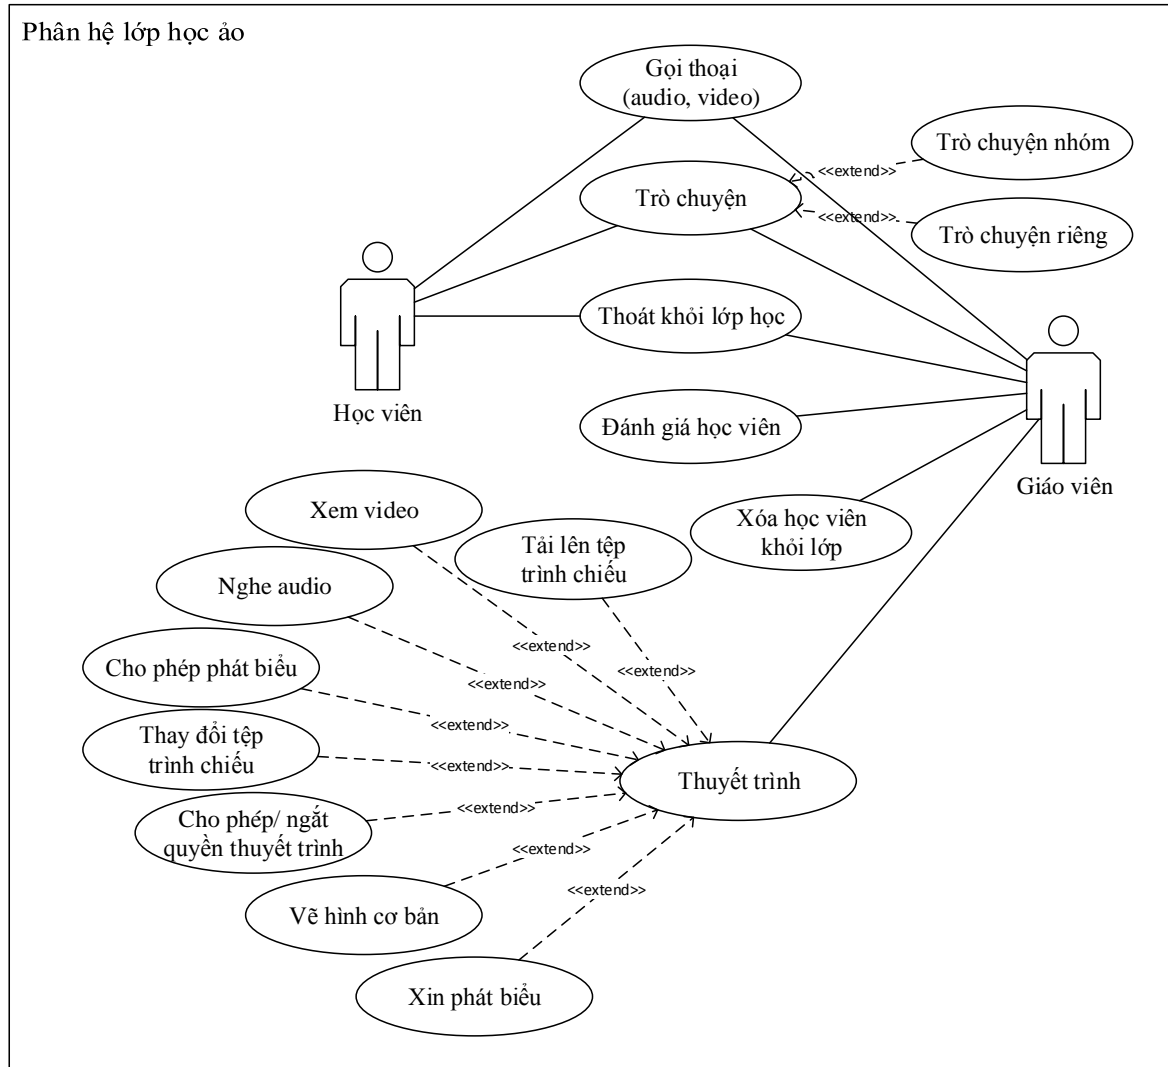 Phân hệ lớp học ảo
Gọi thoại
(audio, video)
Trò chuyện nhóm
<<extend>>
Trò chuyện
<<extend>>
Trò chuyện riêng
Thoát khỏi lớp học
Học viên
Đánh giá học viên
Giáo viên
Xem video
Xóa học viên
khỏi lớp
Tải lên tệp
trình chiếu
Nghe audio
<<extend>>
Cho phép phát biểu
<<extend>>
<<extend>>
<<extend>>
Thay đổi tệp
trình chiếu
<<extend>>
Thuyết trình
<<extend>>
Cho phép/ ngắt
quyền thuyết trình
<<extend>>
<<extend>>
Vẽ hình cơ bản
Xin phát biểu